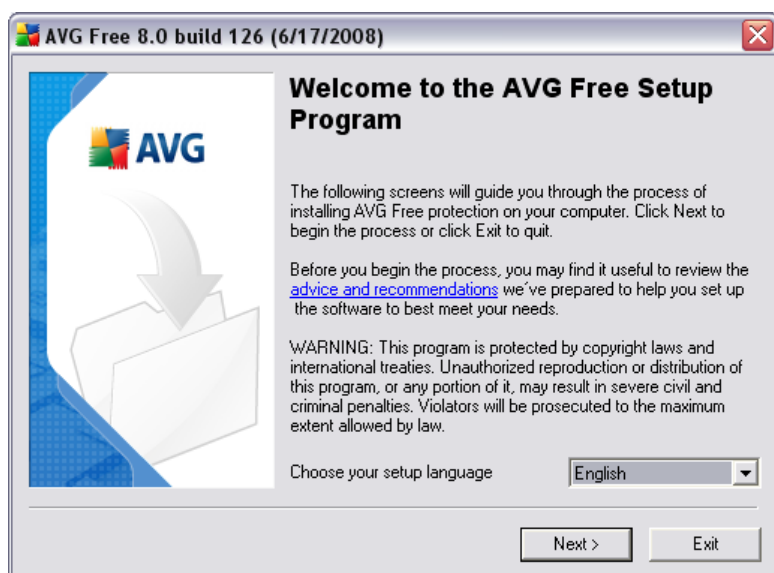 AVG Free 8.0 build 126 (6/17/2008)
AVG
Welcome to the AVG Free Setup
Program
The following screens will guide you through the process of
installing AVG Free protection on your computer. Click Next to
begin the process or click Exit to quit.
Before you begin the process, you may find it useful to review the
advice and recommendations we´ve prepared to help you set up
the software to best meet your needs.
WARNING: This program is protected by copyright laws and
international treaties. Unauthorized reproduction or distribution of
this program, or any portion of it, may result in severe civil and
criminal penalties. Violators will be prosecuted to the maximum
extent allowed by law.
Choose your setup language English
Next > Exit